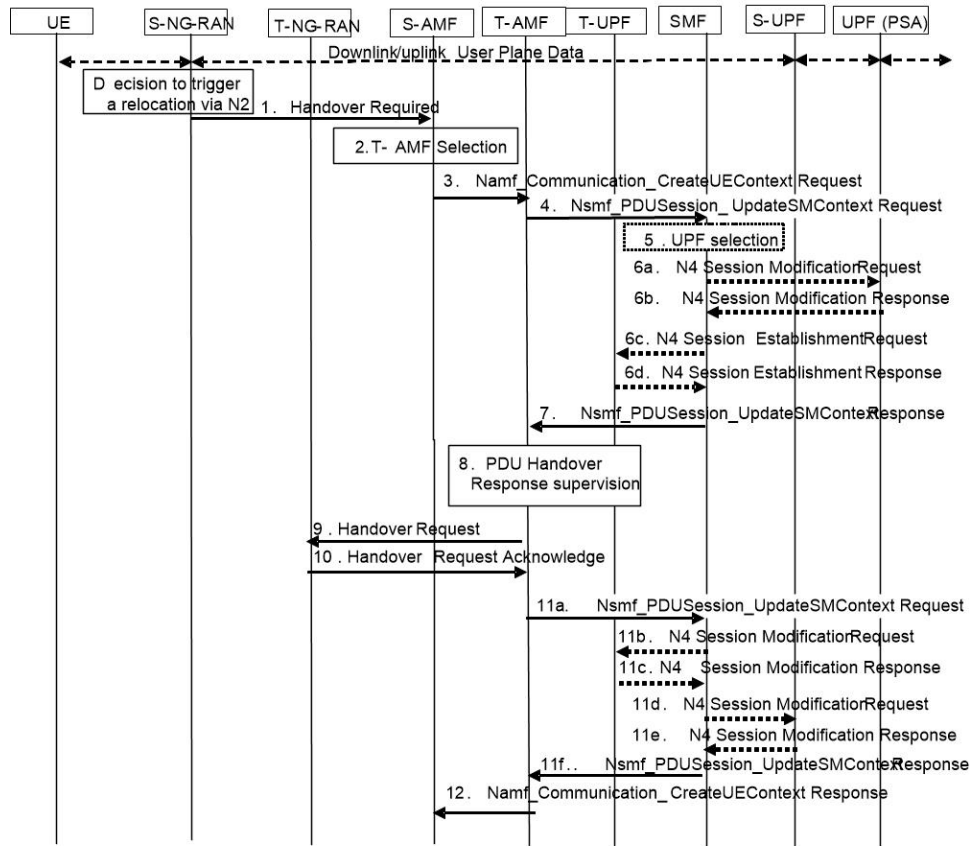 UE S-NG-RAN T-NG-RAN S-AMF T-AMF T-UPF SMF S-UPF UPF (PSA)
Downlink/uplink User Plane Data
D ecision to trigger
a relocation via N2
1. Handover Required
2.T- AMF Selection
3. Namf_Communication_CreateUEContext Request
4. Nsmf_PDUSession_ UpdateSMContext Request
5 . UPF selection
6a. N4 Session ModificationRequest
6b. N4 Session Modification Response
6c. N4 Session EstablishmentRequest
6d. N4 Session Establishment Response
7. Nsmf_PDUSession_UpdateSMContextResponse
8. PDU Handover
Response supervision
9 . Handover Request
10 . Handover Request Acknowledge
11a. Nsmf_PDUSession_UpdateSMContext Request
11b. N4 Session ModificationRequest
11c. N4 Session Modification Response
11d. N4 Session ModificationRequest
11e. N4 Session Modification Response
11f.. Nsmf_PDUSession_UpdateSMContextResponse
12. Namf_Communication_ CreateUEContext Response